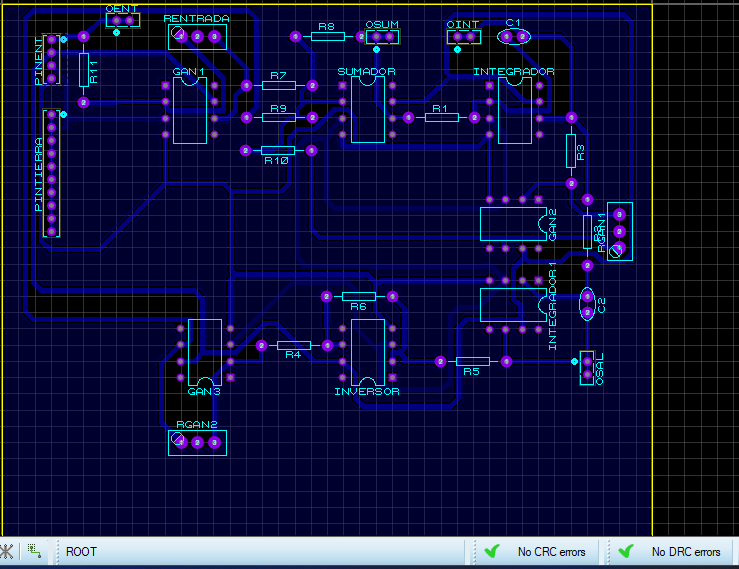 OENT
RENTRADA
R8
OSUM
OINT
C1
PINENT
R11
GAN1
R7
SUMADOR
INTEGRADOR
R9
R1
R3
R10
PINTIERRA
GAN2
RGAN1
INTEGRADOR1
R6
C2
R4
R5
OSAL
GAN3
INVERSOR
RGAN2
ROOT
No CRC errors
No DRC errors